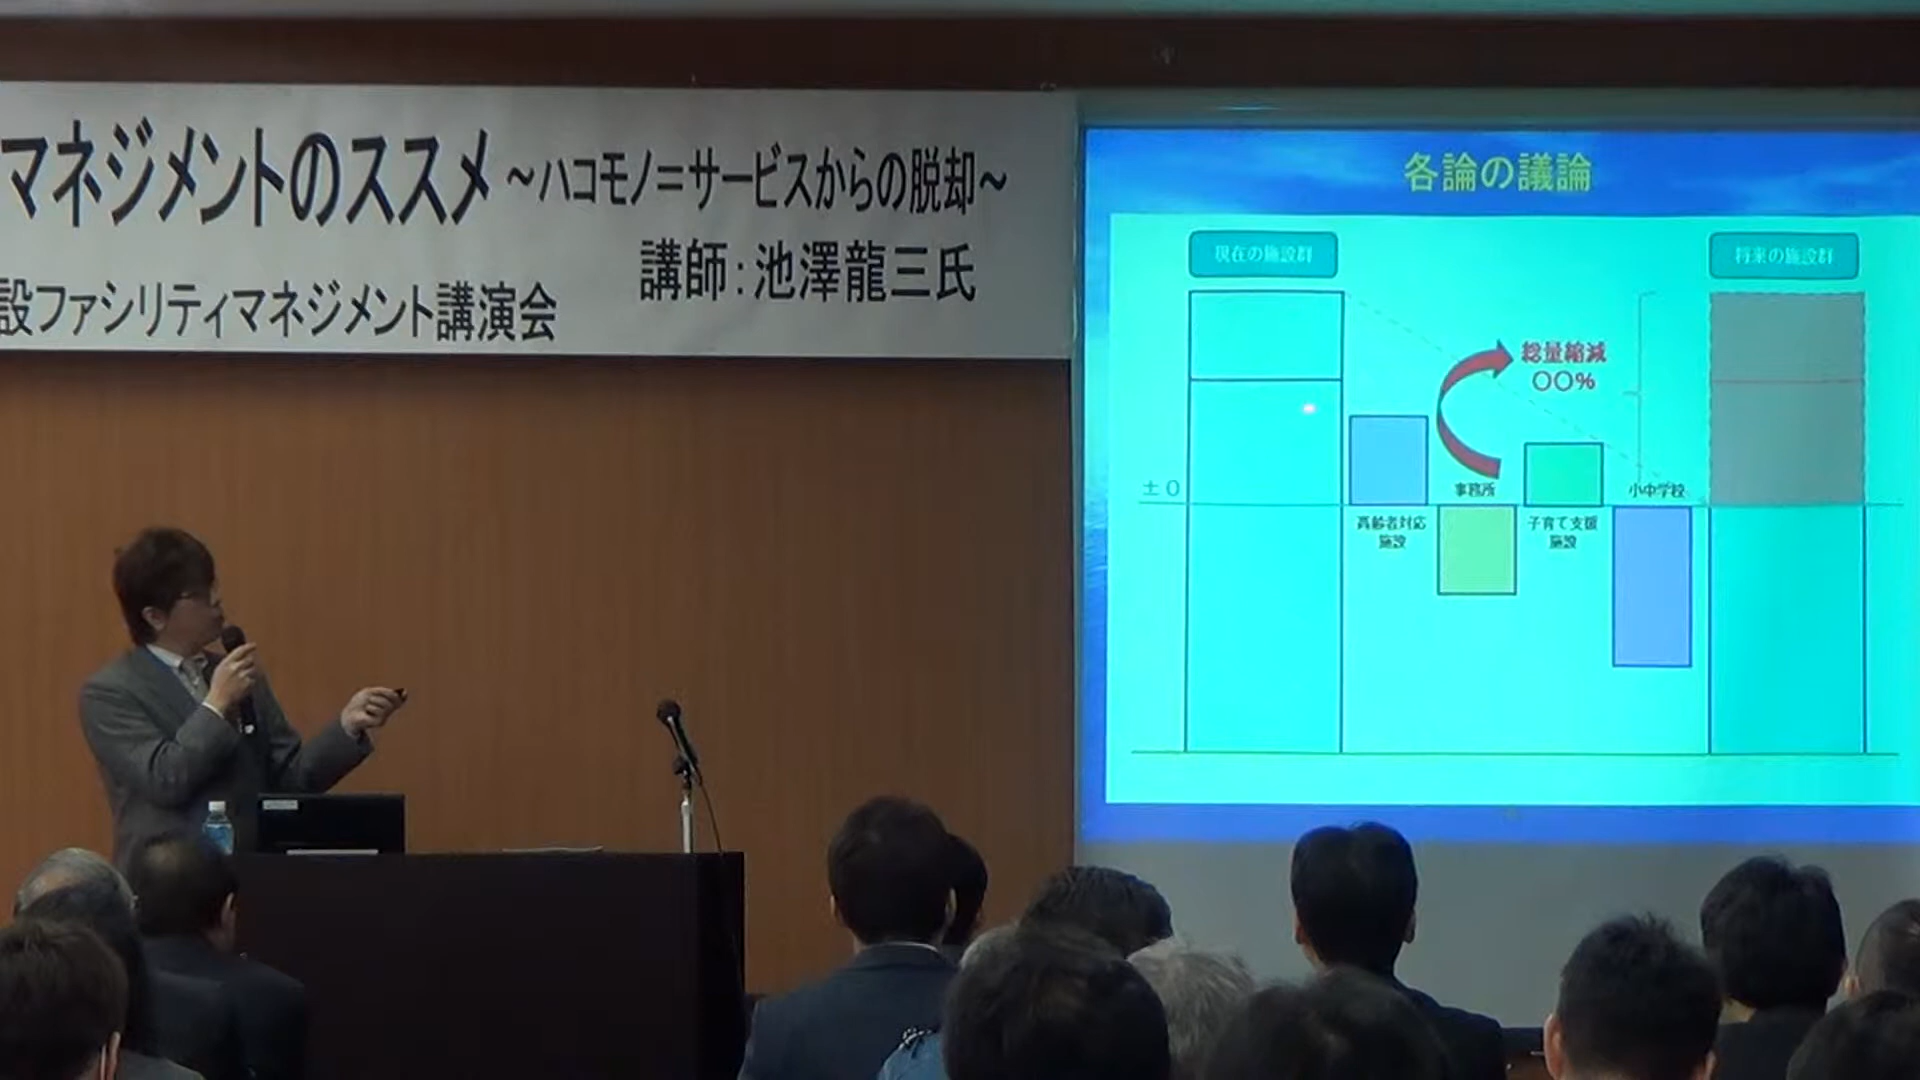 マネジメントのススメ ～ハコモノ＝サービスからの脱却～
講師：池澤龍三氏
設ファシリティマネジメント講演会
各論の議論
現在の施設群
将来の施設群
総量縮減
〇〇%
±0
事務所
小中学校
高齢者対応
施設
子育て支援
施設